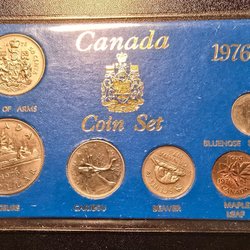 Canada
1976
OF ARMS
Coin Set
BLUENOSE
CARIBOU
BEAVER
MAPLE
LEAF